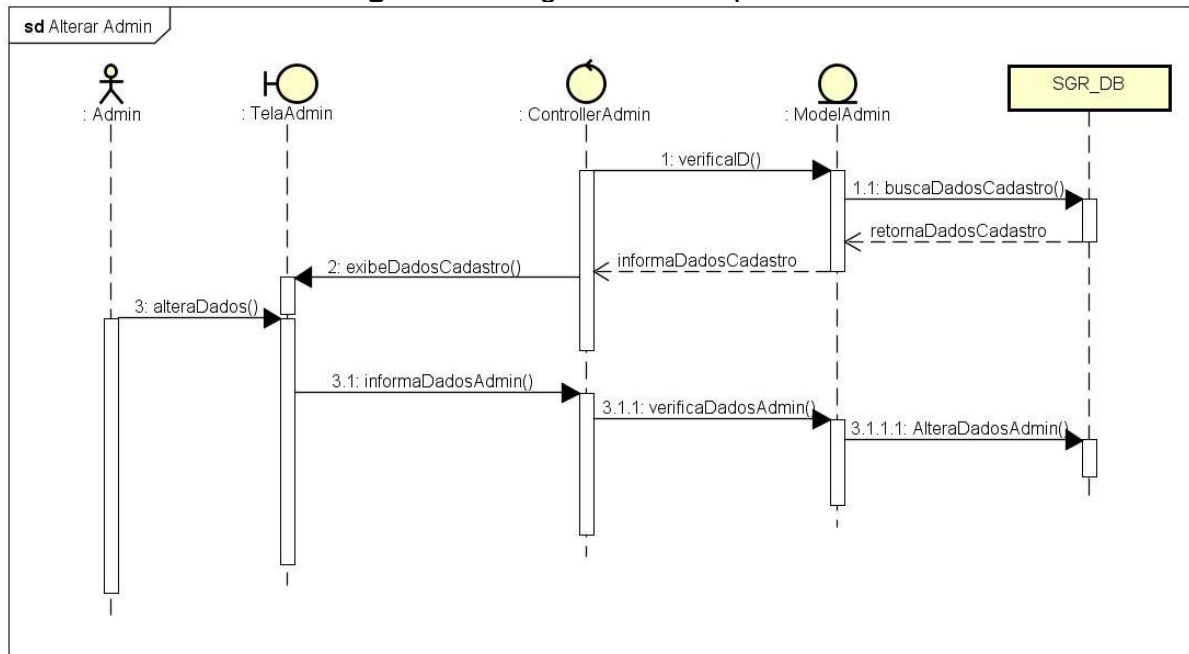 sd Alterar Admin
: Admin
: TelaAdmin
: ControllerAdmin
: ModelAdmin
SGR_DB
1: verificaID()
1.1: buscaDadosCadastro()
retornaDadosCadastro
informaDadosCadastro
2: exibeDadosCadastro()
3: alteraDados()
3.1: informaDadosAdmin()
3.1.1: verificaDadosAdmin()
3.1.1.1: AlteraDadosAdmin()